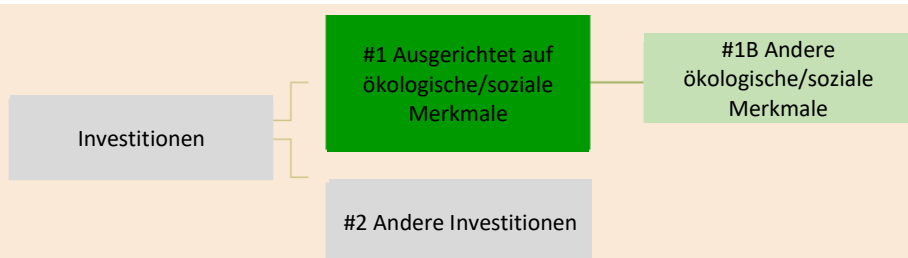 Investitionen
#1 Ausgerichtet auf
ökologische/soziale
Merkmale
#1B Andere
ökologische/soziale
Merkmale
#2 Andere Investitionen